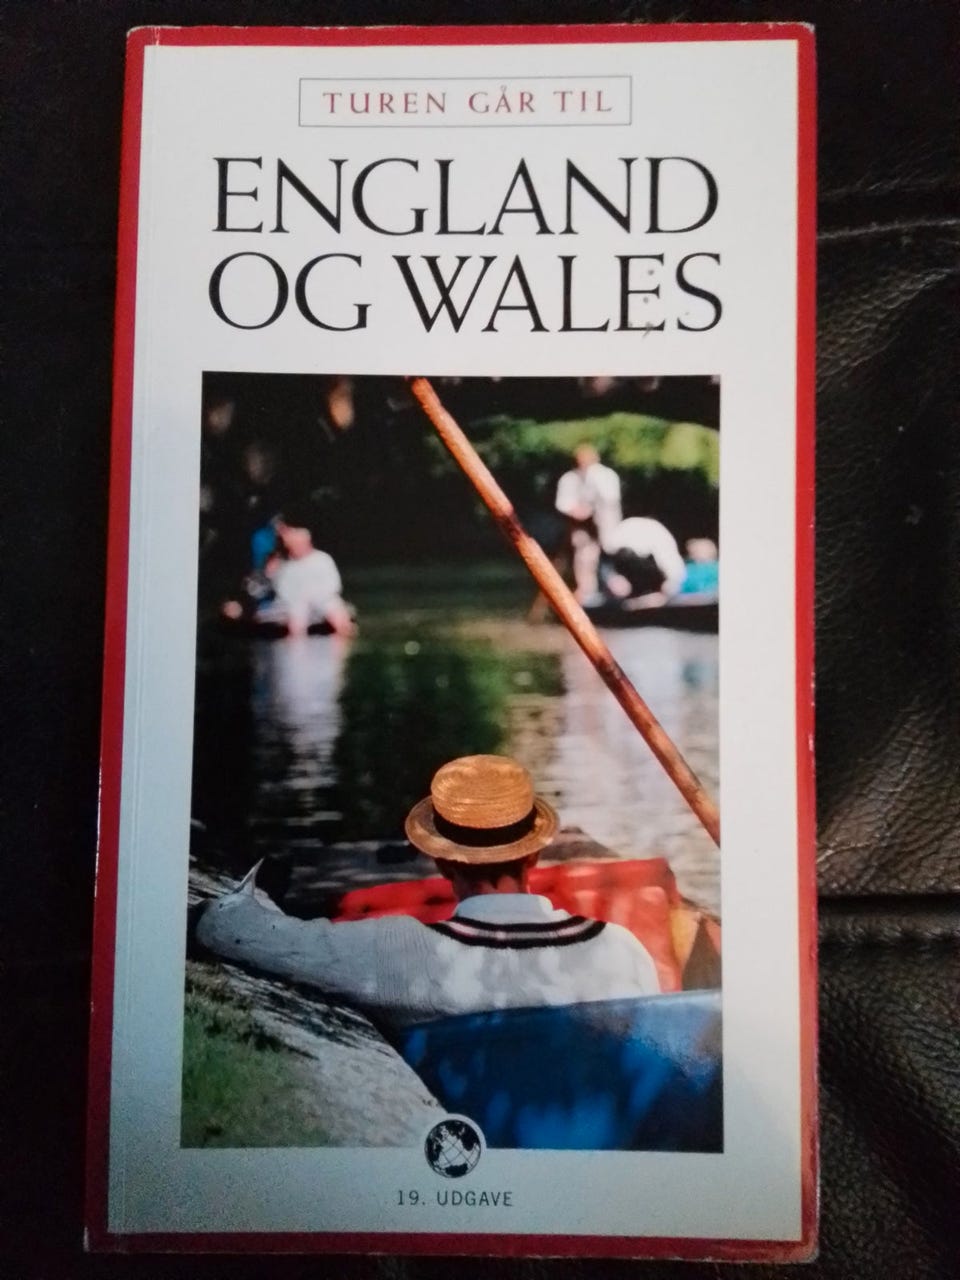 TUREN GÅR TIL
ENGLAND
OG WALES
19. UDGAVE